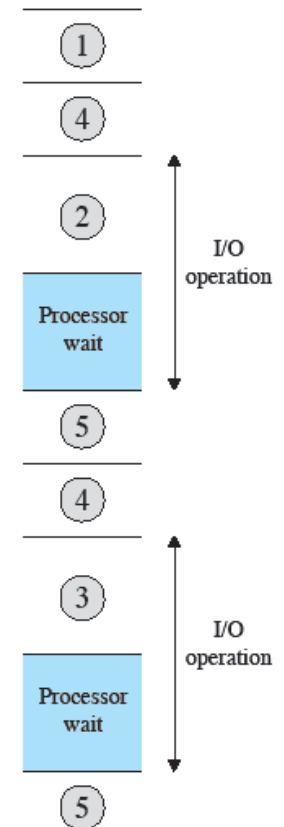 1
4
2
I/O
operation
Processor
wait
5
4
3
I/O
operation
Processor
wait
5